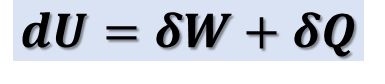 dU = δW + δQ